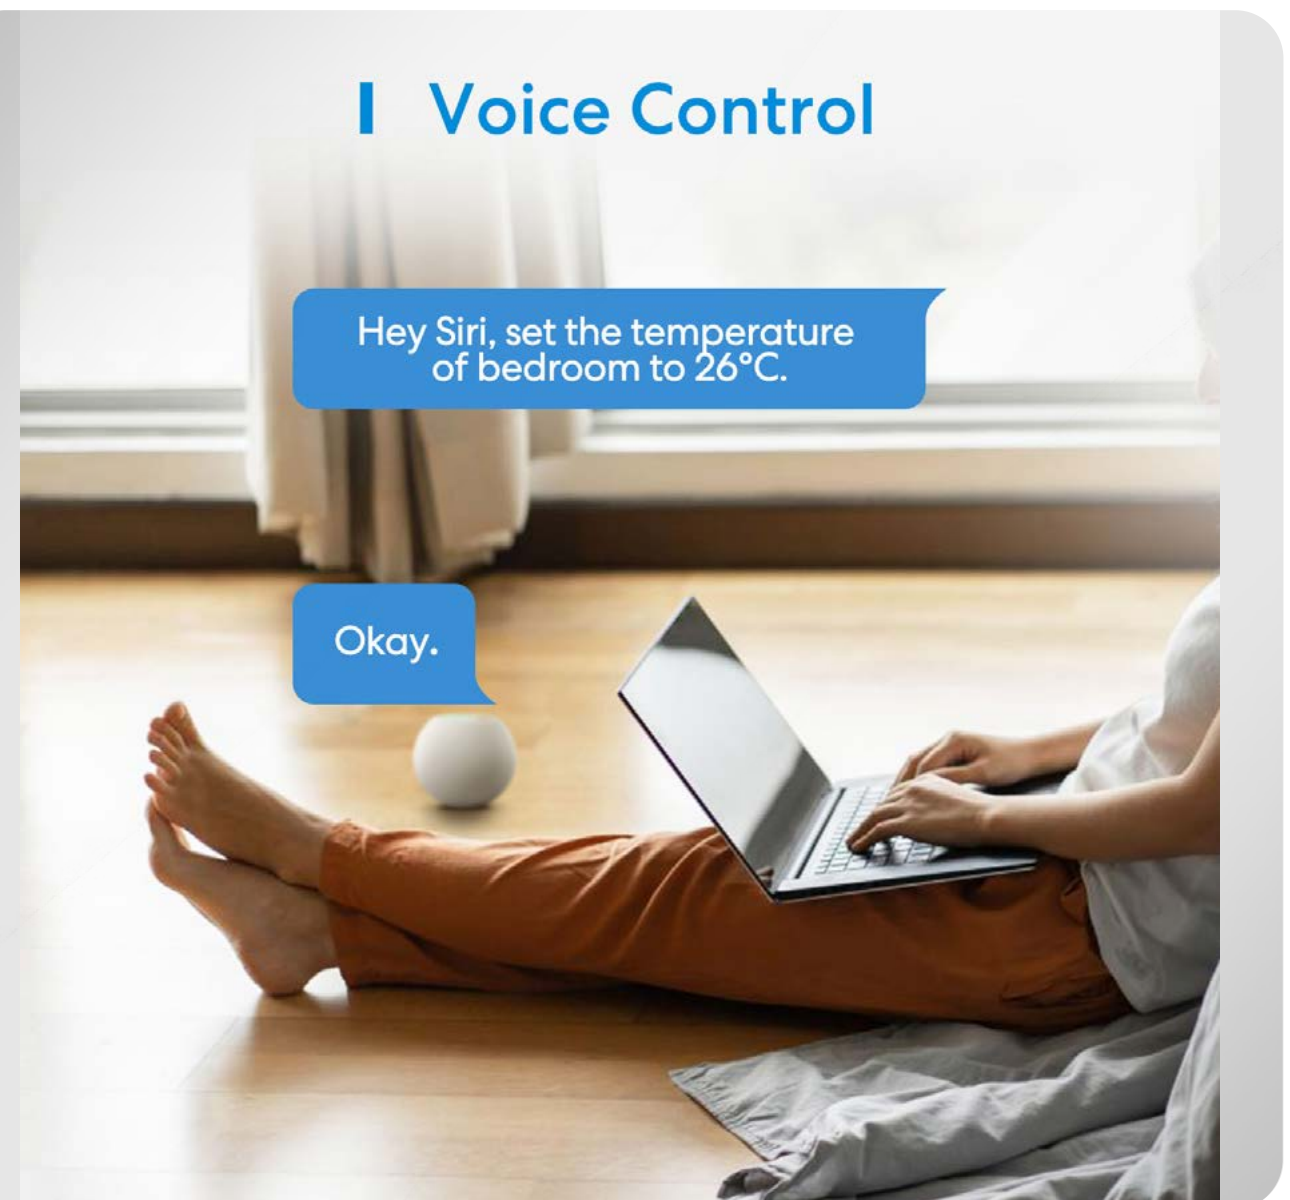 Voice Control
Hey Siri, set the temperature
of bedroom to 26°C.
Okay.